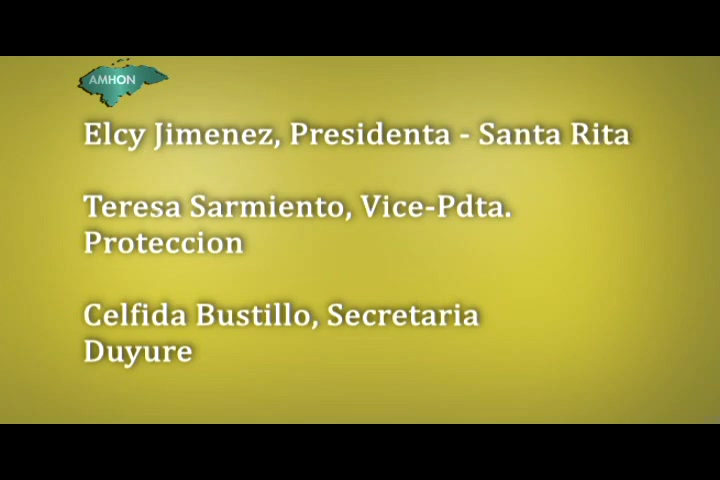 AMHON
Elcy Jimenez, Presidenta - Santa Rita
Teresa Sarmiento, Vice-Pdta.
Proteccion
Celfida Bustillo, Secretaria
Duyure